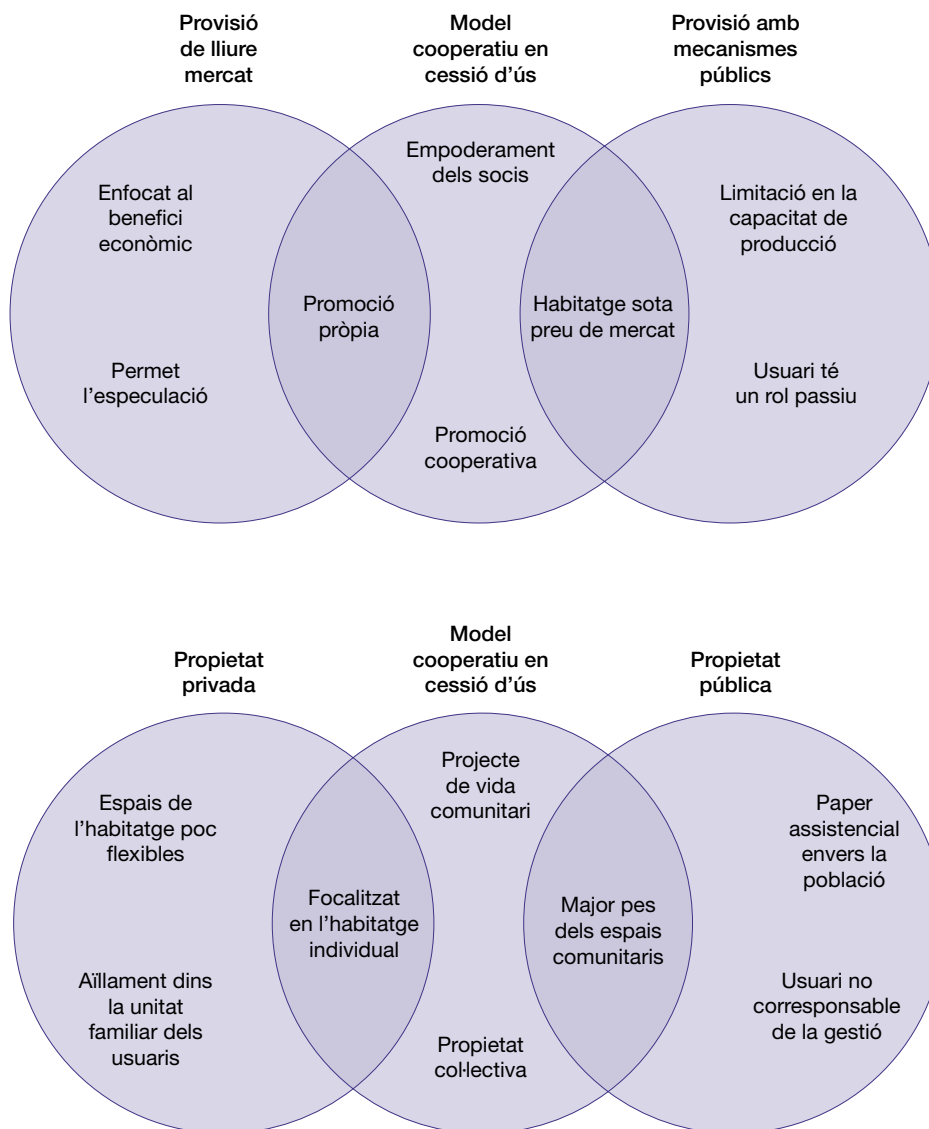 Provisió
de lliure
mercat
Model
cooperatiu en
cessió d'ús
Provisió amb
mecanismes
públics
Enfocat al
benefici
econòmic
Permet
l’especulació
Promoció
pròpia
Empoderament
dels socis
Promoció
cooperativa
Habitatge sota
preu de mercat
Limitació en la
capacitat de
producció
Usuari té
un rol passiu
Propietat
privada
Model
cooperatiu en
cessió d'ús
Propietat
pública
Espais de
l’habitatge poc
flexibles
Aïllament dins
la unitat
familiar dels
usuaris
Focalitzat
en l’habitatge
individual
Projecte
de vida
comunitari
Propietat
col·lectiva
Major pes
dels espais
comunitaris
Paper
assistencial
envers la
població
Usuari no
corresponsable
de la gestió